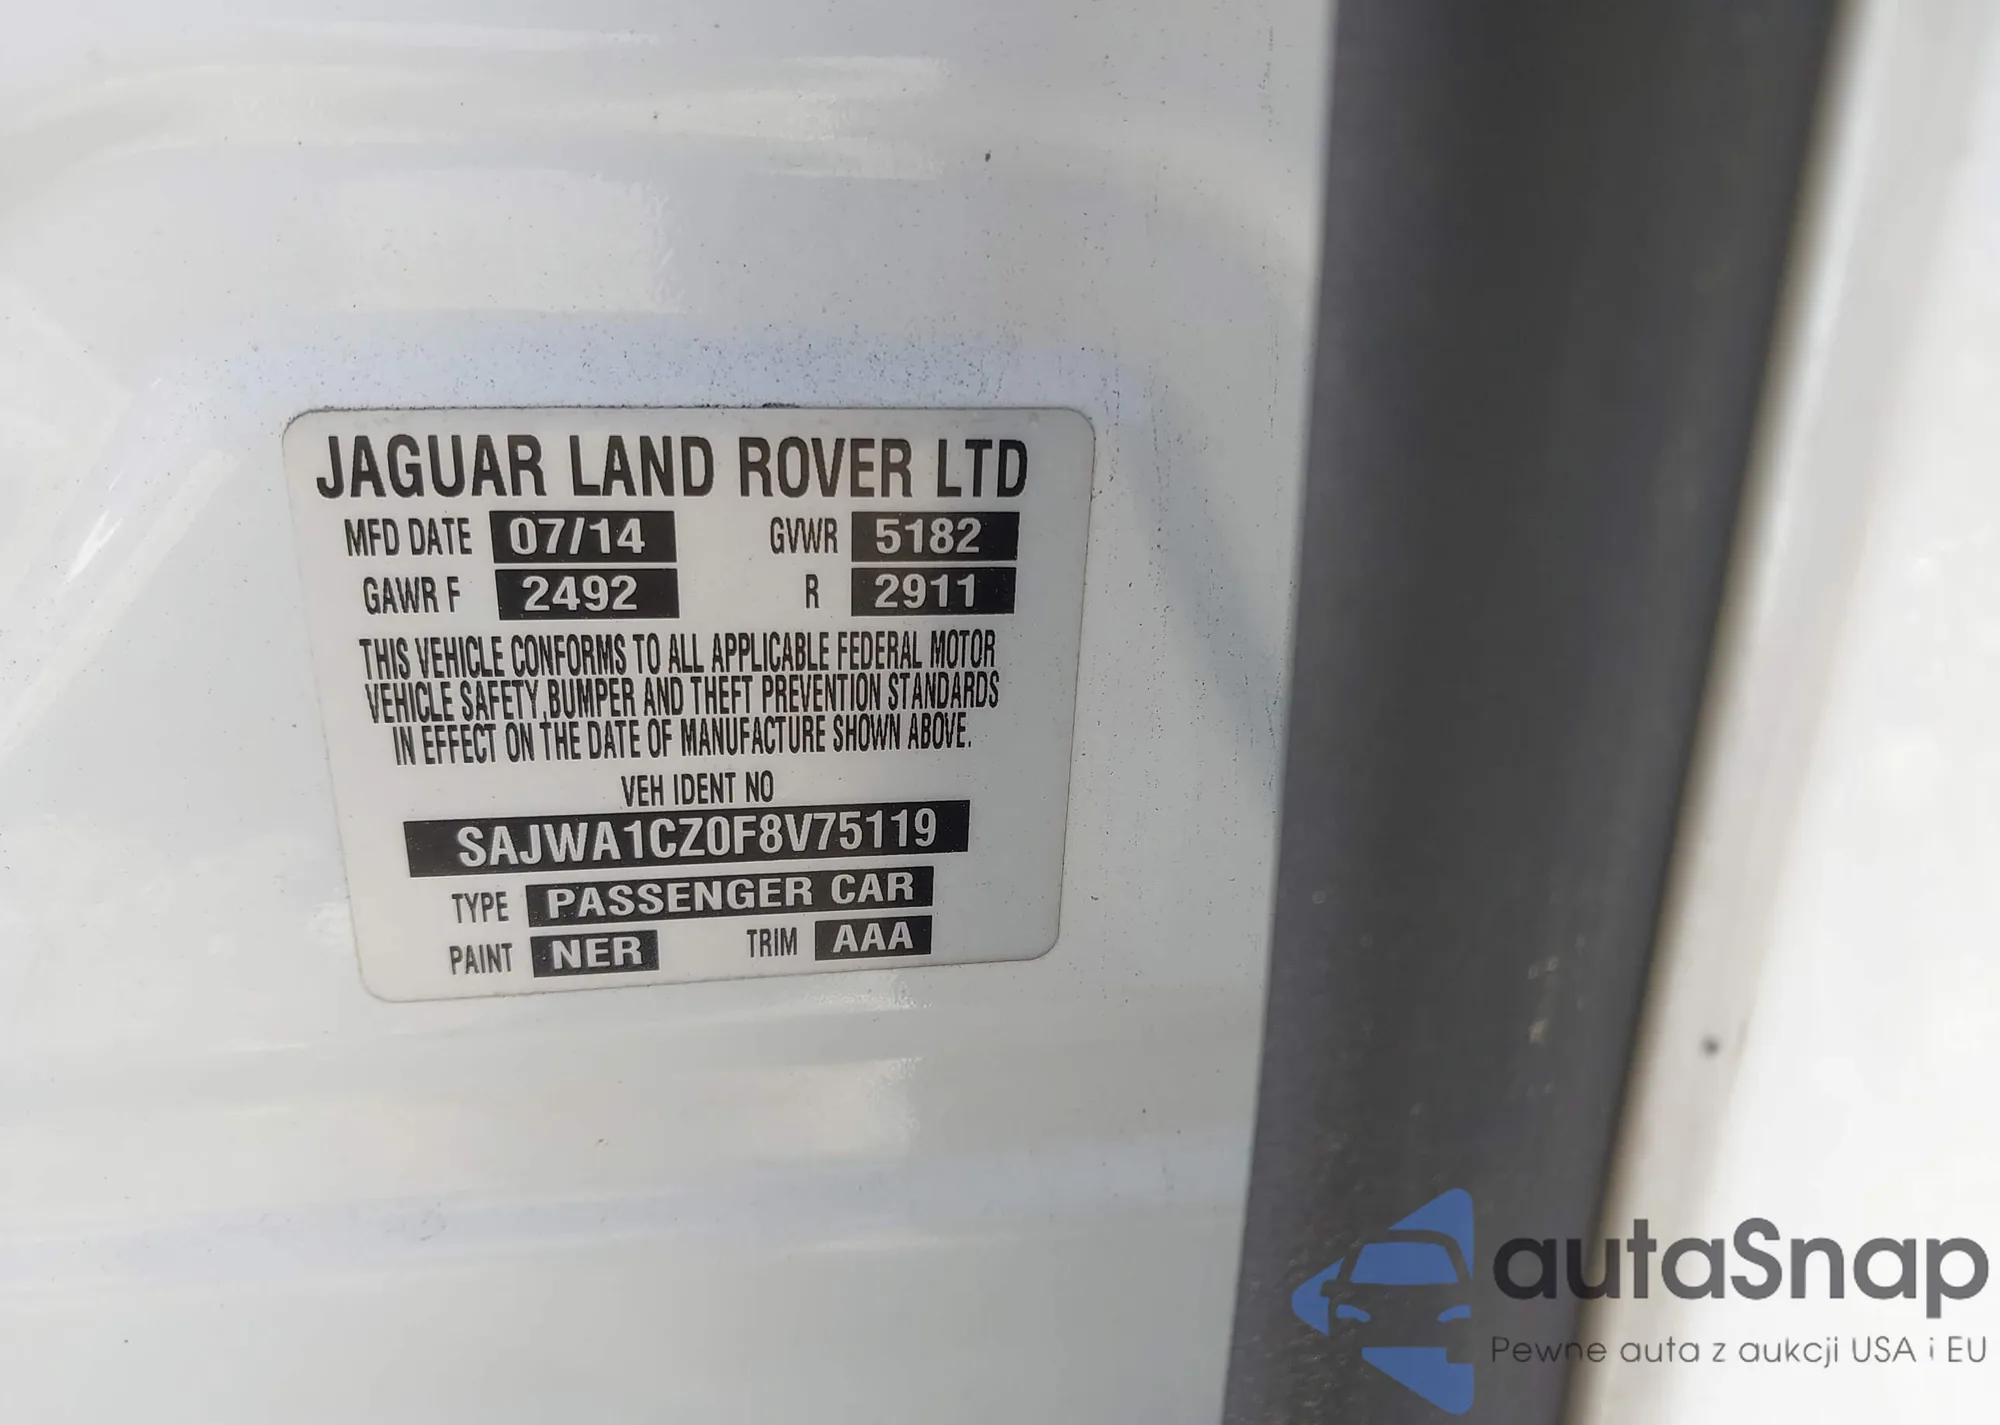 JAGUAR LAND ROVER LTD
MFD DATE 07/14 GVWR 5182
GAWR F 2492 R 2911
THIS VEHICLE CONFORMS TO ALL APPLICABLE FEDERAL MOTOR
VEHICLE SAFETY,BUMPER AND THEFT PREVENTION STANDARDS
IN EFFECT ON THE DATE OF MANUFACTURE SHOWN ABOVE.
VEH IDENT NO
SAJWA1CZ0F8V75119
TYPE PASSENGER CAR
PAINT NER TRIM AAA
autaSnap
Pewne auta z aukcji USA i EU